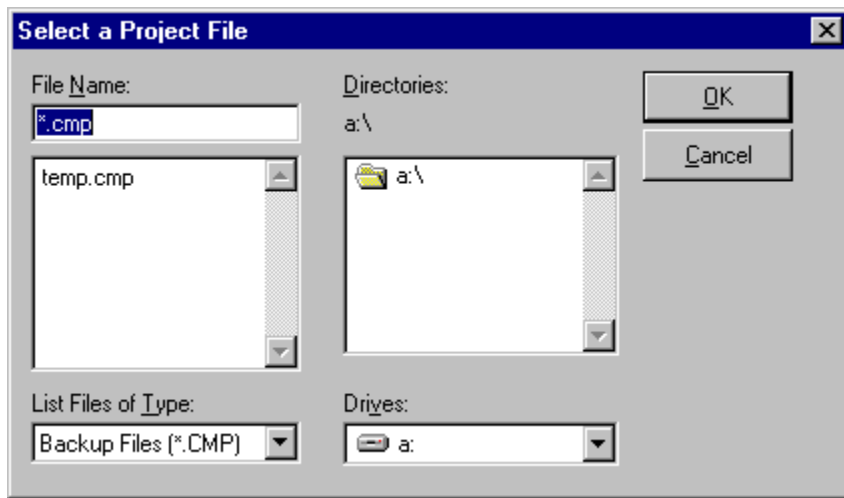 Select a Project File
File Name:
*.cmp
temp.cmp
List Files of Type:
Backup Files (*.CMP)
Directories:
a:\
a:\
Drives:
a:
OK
Cancel